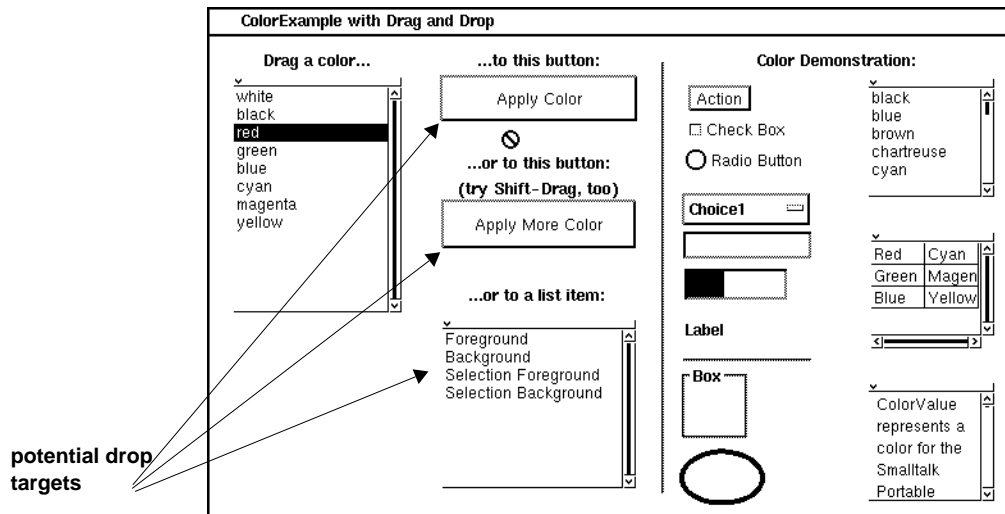 ColorExample with Drag and Drop
Drag a color...
white
black
red
green
blue
cyan
magenta
yellow
...to this button:
Apply Color
...or to this button:
(try Shift-Drag, too)
Apply More Color
...or to a list item:
Foreground
Background
Selection Foreground
Selection Background
Color Demonstration:
Action
Check Box
Radio Button
Choice1
Label
Box
black
blue
brown
chartreuse
cyan
Red Cyan
Green Magen
Blue Yellow
ColorValue
represents a
color for the
Smalltalk
Portable
potential drop
targets